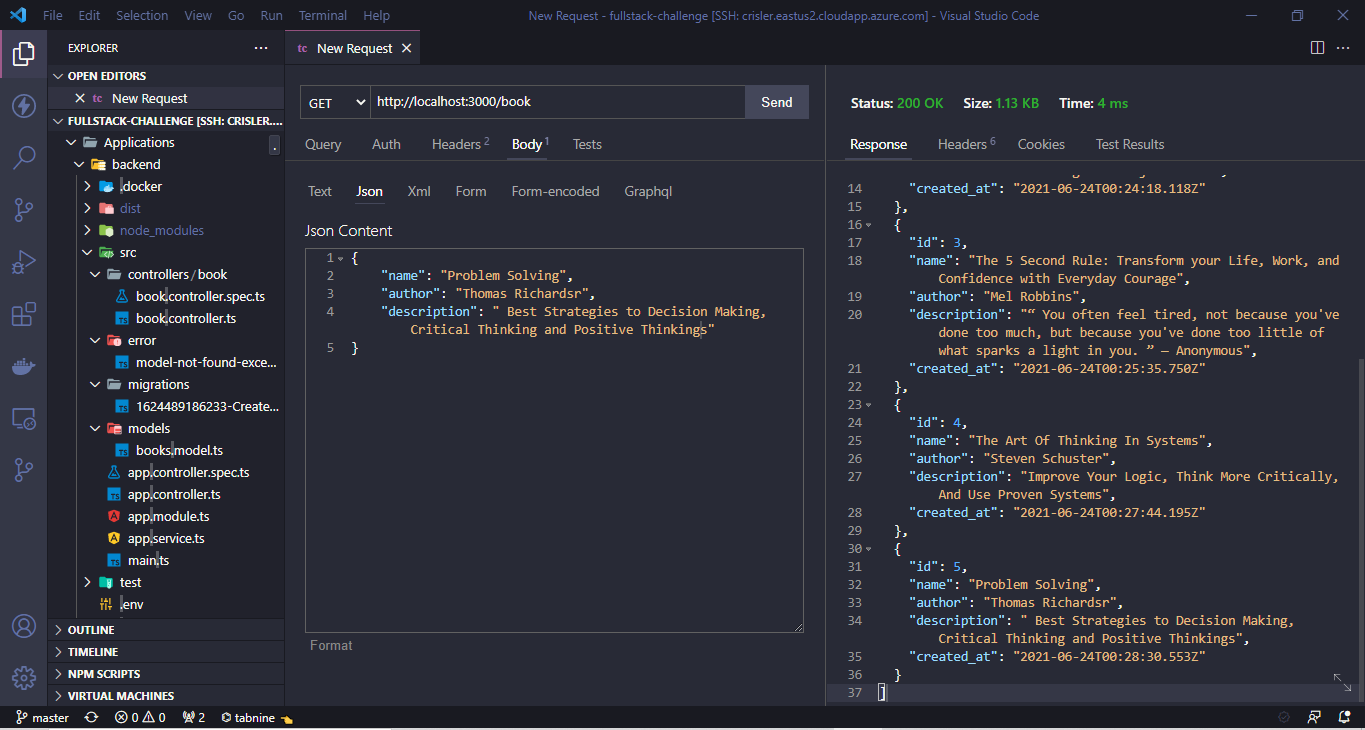 File Edit Selection View Go Run Terminal Help
New Request - fullstack-challenge [SSH: crisler.eastus2.cloudapp.azure.com] - Visual Studio Code
EXPLORER
OPEN EDITORS
tc New Request
FULLSTACK-CHALLENGE [SSH: CRISLER....
Applications
backend
.docker
dist
node_modules
src
controllers / book
book.controller.spec.ts
book.controller.ts
error
model-not-found-exce...
migrations
1624489186233-Create...
models
books.model.ts
app.controller.spec.ts
app.controller.ts
app.module.ts
app.service.ts
main.ts
test
.env
OUTLINE
TIMELINE
NPM SCRIPTS
VIRTUAL MACHINES
tc New Request
GET http://localhost:3000/book Send
Query Auth Headers 2 Body 1 Tests
Text Json Xml Form Form-encoded Graphql
Json Content
1 {
2 "name": "Problem Solving",
3 "author": "Thomas Richardsr",
4 "description": " Best Strategies to Decision Making,
Critical Thinking and Positive Thinkings"
5 }
Format
Status: 200 OK Size: 1.13 KB Time: 4 ms
Response Headers 6 Cookies Test Results
14 "created_at": "2021-06-24T00:24:18.118Z"
15 },
16 {
17 "id": 3,
18 "name": "The 5 Second Rule: Transform your Life, Work, and
Confidence with Everyday Courage",
19 "author": "Mel Robbins",
20 "description": "“ You often feel tired, not because you've
done too much, but because you've done too little of
what sparks a light in you. ” — Anonymous",
21 "created_at": "2021-06-24T00:25:35.750Z"
22 },
23 {
24 "id": 4,
25 "name": "The Art Of Thinking In Systems",
26 "author": "Steven Schuster",
27 "description": "Improve Your Logic, Think More Critically,
And Use Proven Systems",
28 "created_at": "2021-06-24T00:27:44.195Z"
29 },
30 {
31 "id": 5,
32 "name": "Problem Solving",
33 "author": "Thomas Richardsr",
34 "description": " Best Strategies to Decision Making,
Critical Thinking and Positive Thinkings",
35 "created_at": "2021-06-24T00:28:30.553Z"
36 }
37 ]
master 0 0 2 tabnine